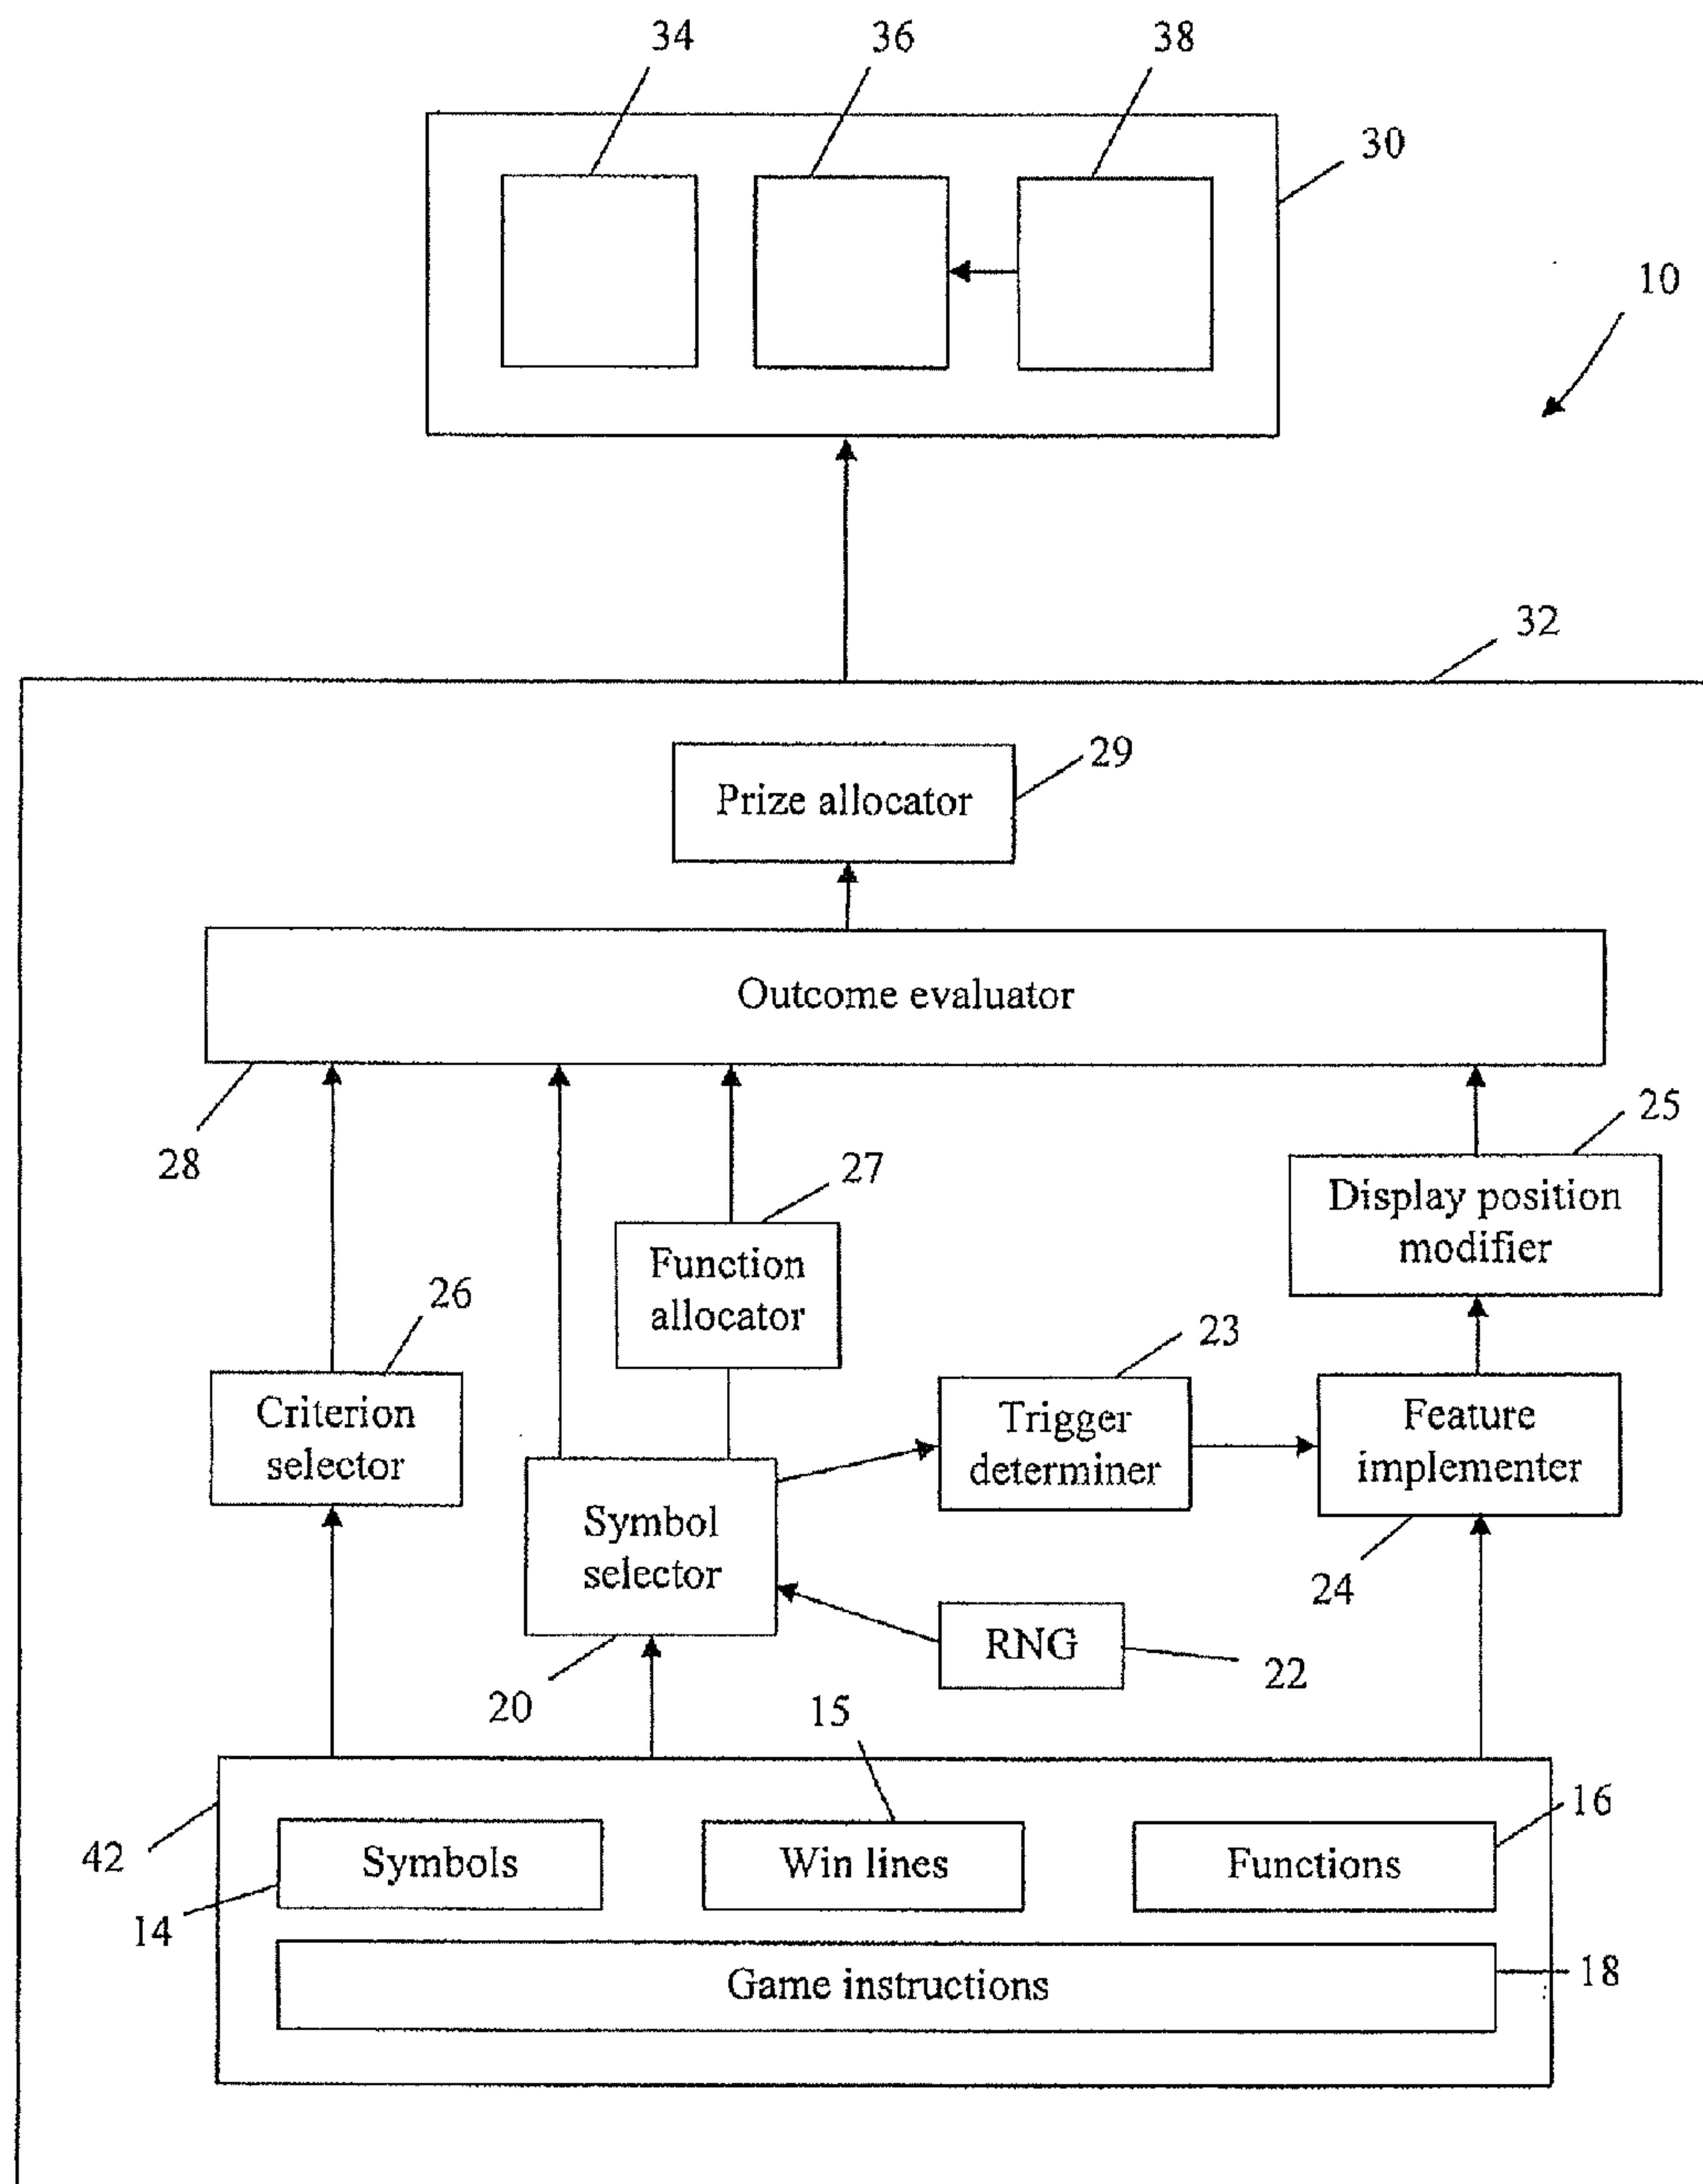 34
36
38
30
10
32
29
Prize allocator
Outcome evaluator
28
27
25
Display position
modifier
Function
allocator
26
23
Criterion
selector
Trigger
determiner
Feature
implementer
Symbol
selector
24
RNG
22
20
15
16
42
Symbols
Win lines
Functions
14
Game instructions
18